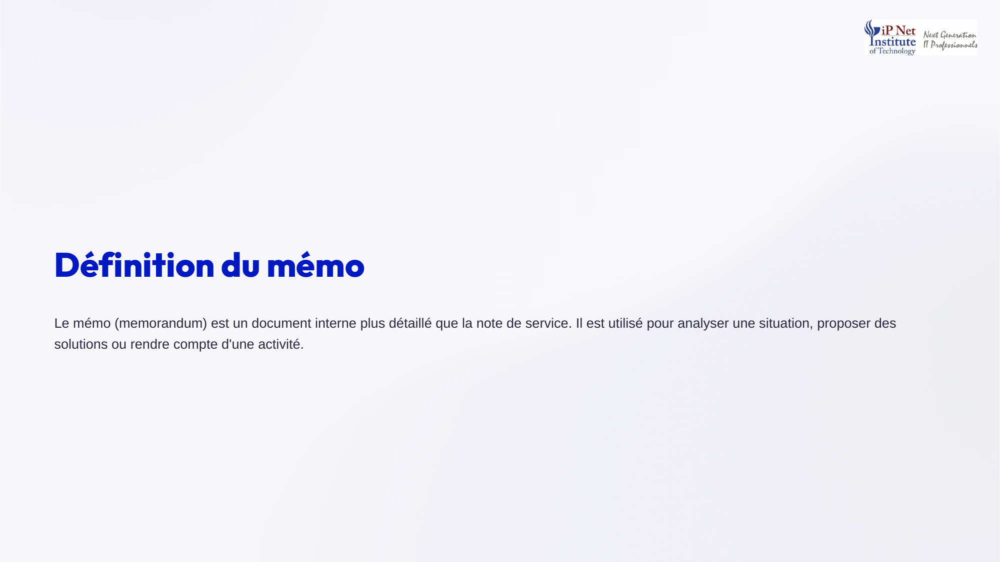 iP Net
Institute
of Technology
Next Generation
IT Professionnels
Définition du mémo
Le mémo (memorandum) est un document interne plus détaillé que la note de service. Il est utilisé pour analyser une situation, proposer des
solutions ou rendre compte d'une activité.